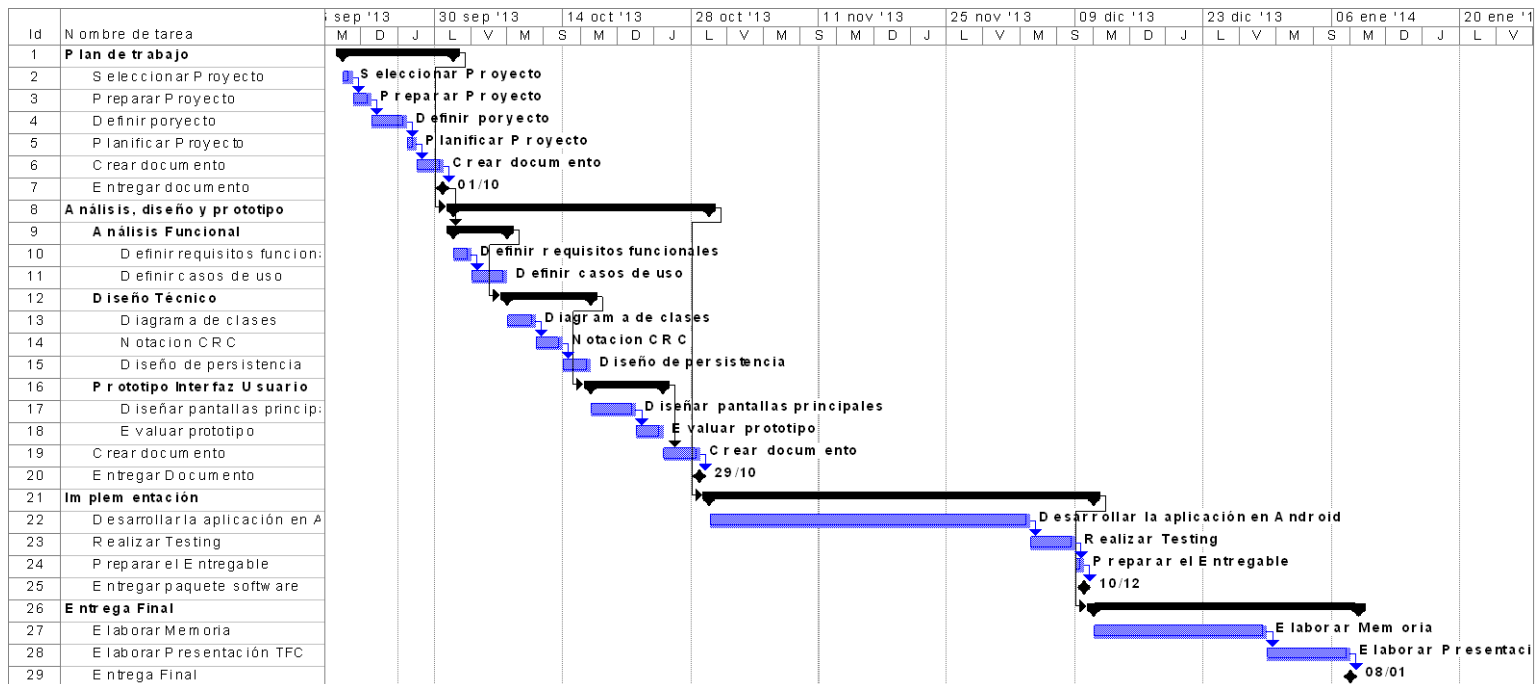 sep '13 30 sep '13 14 oct '13 28 oct '13 11 nov '13 25 nov '13 09 dic '13 23 dic '13 06 ene '14 20 ene '1
Id Nombre de tarea M D J L V M S M D J L V M S M D J L V M S M D J L V M S M D J L V
1 Plan de trabajo
2 Seleccionar Proyecto Seleccionar Proyecto
3 Preparar Proyecto Preparar Proyecto
4 Definir poryecto Definir poryecto
5 Planificar Proyecto Planificar Proyecto
6 Crear documento Crear documento
7 Entregar documento 01/10
8 Análisis, diseño y prototipo
9 Análisis Funcional
10 Definir requisitos funcion Definir requisitos funcionales
11 Definir casos de uso Definir casos de uso
12 Diseño Técnico
13 Diagrama de clases Diagrama de clases
14 Notacion CRC Notacion CRC
15 Diseño de persistencia Diseño de persistencia
16 Prototipo Interfaz Usuario
17 Diseñar pantallas princip Diseñar pantallas principales
18 Evaluar prototipo Evaluar prototipo
19 Crear documento Crear documento
20 Entregar Documento 29/10
21 Implementación
22 Desarrollar la aplicación en A Desarrollar la aplicación en Android
23 Realizar Testing Realizar Testing
24 Preparar el Entregable Preparar el Entregable
25 Entregar paquete software 10/12
26 Entrega Final
27 Elaborar Memoria Elaborar Memoria
28 Elaborar Presentación TFC Elaborar Presentaci
29 Entrega Final 08/01